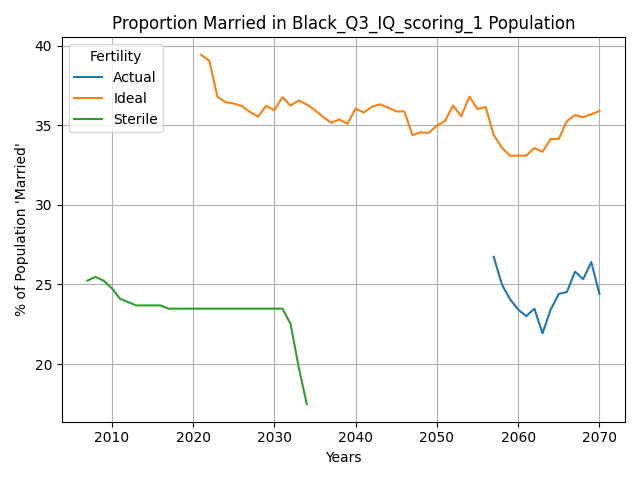 Proportion Married in Black_Q3_IQ_scoring_1 Population
Fertility
Actual
Ideal
Sterile
% of Population 'Married'
40
35
30
25
20
2010
2020
2030
2040
2050
2060
2070
Years